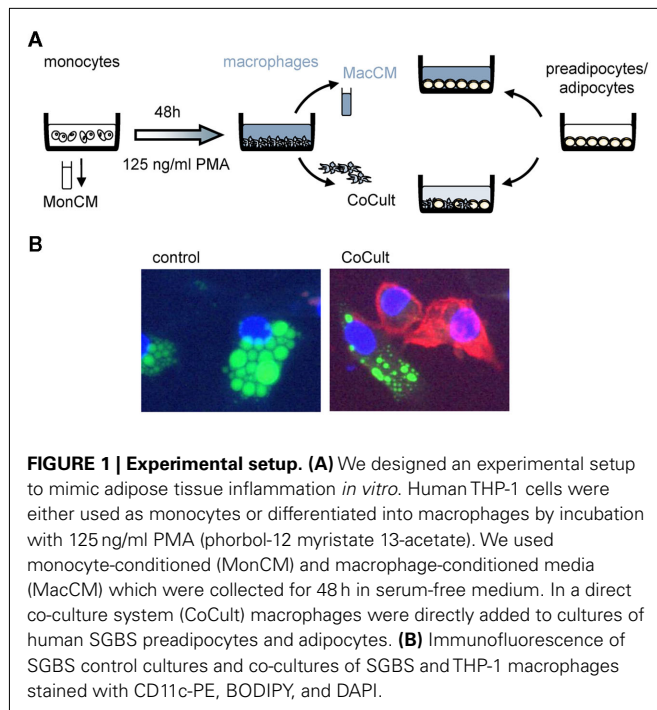 A
monocytes
macrophages
MacCM
preadipocytes/
adipocytes
48h
125 ng/ml PMA
MonCM
CoCult
B
control
CoCult
FIGURE 1 | Experimental setup. (A) We designed an experimental setup
to mimic adipose tissue inflammation in vitro. Human THP-1 cells were
either used as monocytes or differentiated into macrophages by incubation
with 125 ng/ml PMA (phorbol-12 myristate 13-acetate). We used
monocyte-conditioned (MonCM) and macrophage-conditioned media
(MacCM) which were collected for 48 h in serum-free medium. In a direct
co-culture system (CoCult) macrophages were directly added to cultures of
human SGBS preadipocytes and adipocytes. (B) Immunofluorescence of
SGBS control cultures and co-cultures of SGBS and THP-1 macrophages
stained with CD11c-PE, BODIPY, and DAPI.